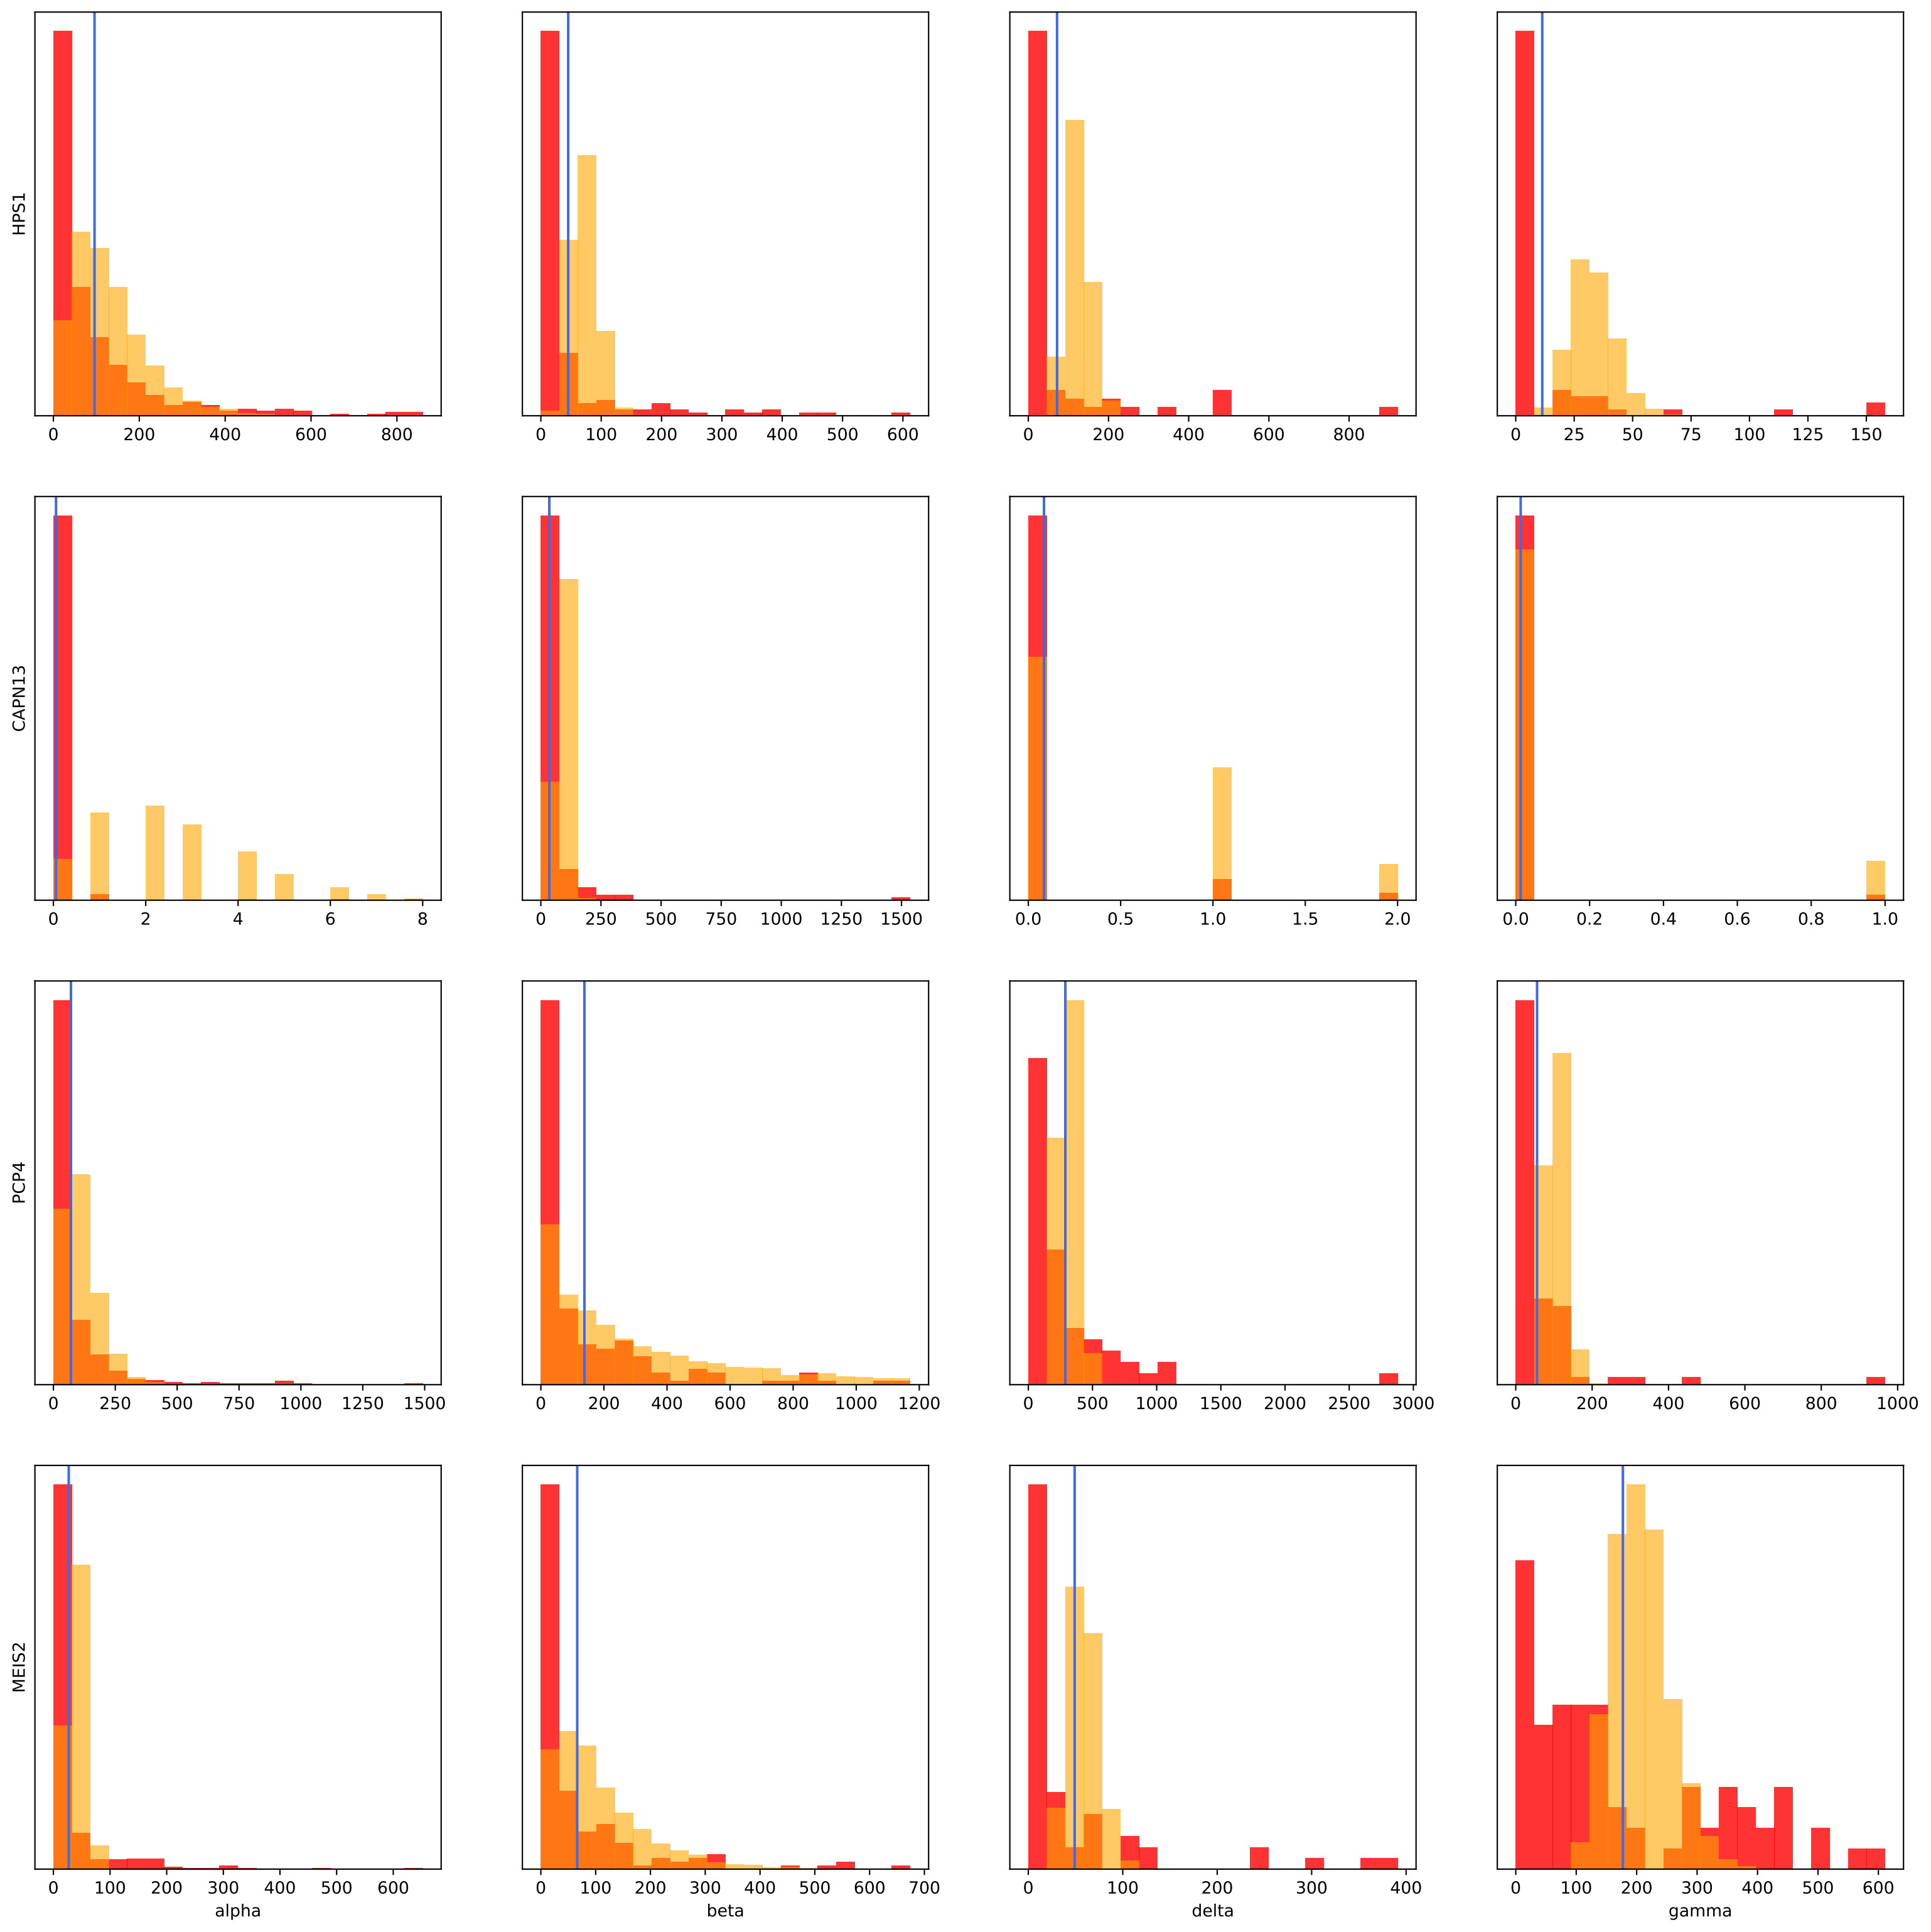 HPS1
0 200 400 600 800
0 100 200 300 400 500 600
0 200 400 600 800
0 25 50 75 100 125 150
CAPN13
0 2 4 6 8
0 250 500 750 1000 1250 1500
0.0 0.5 1.0 1.5 2.0
0.0 0.2 0.4 0.6 0.8 1.0
PCP4
0 250 500 750 1000 1250 1500
0 200 400 600 800 1000 1200
0 500 1000 1500 2000 2500 3000
0 200 400 600 800 1000
MEIS2
0 100 200 300 400 500 600
alpha
0 100 200 300 400 500 600 700
beta
0 100 200 300 400
delta
0 100 200 300 400 500 600
gamma